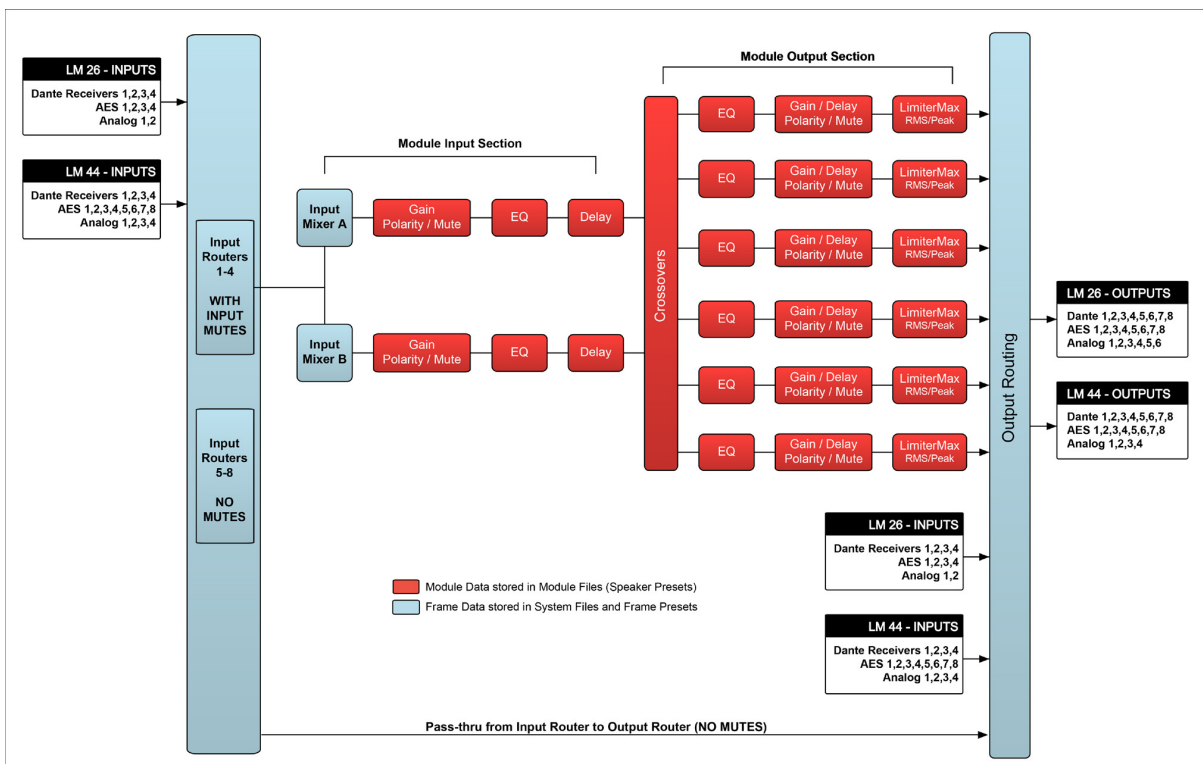 Module Output Section
LM 26 - INPUTS
Dante Receivers 1,2,3,4
AES 1,2,3,4
Analog 1,2
LM 44 - INPUTS
Dante Receivers 1,2,3,4
AES 1,2,3,4,5,6,7,8
Analog 1,2,3,4
Input
Routers
1-4
WITH
INPUT
MUTES
Input
Routers
5-8
NO
MUTES
Module Input Section
Input
Mixer A
Gain
Polarity / Mute
EQ
Delay
Input
Mixer B
Gain
Polarity / Mute
EQ
Delay
Crossovers
EQ
Gain / Delay
Polarity / Mute
LimiterMax
RMS/Peak
EQ
Gain / Delay
Polarity / Mute
LimiterMax
RMS/Peak
EQ
Gain / Delay
Polarity / Mute
LimiterMax
RMS/Peak
EQ
Gain / Delay
Polarity / Mute
LimiterMax
RMS/Peak
EQ
Gain / Delay
Polarity / Mute
LimiterMax
RMS/Peak
EQ
Gain / Delay
Polarity / Mute
LimiterMax
RMS/Peak
Output Routing
LM 26 - OUTPUTS
Dante 1,2,3,4,5,6,7,8
AES 1,2,3,4,5,6,7,8
Analog 1,2,3,4,5,6
LM 44 - OUTPUTS
Dante 1,2,3,4,5,6,7,8
AES 1,2,3,4,5,6,7,8
Analog 1,2,3,4
LM 26 - INPUTS
Dante Receivers 1,2,3,4
AES 1,2,3,4
Analog 1,2
LM 44 - INPUTS
Dante Receivers 1,2,3,4
AES 1,2,3,4,5,6,7,8
Analog 1,2,3,4
Module Data stored in Module Files (Speaker Presets)
Frame Data stored in System Files and Frame Presets
Pass-thru from Input Router to Output Router (NO MUTES)